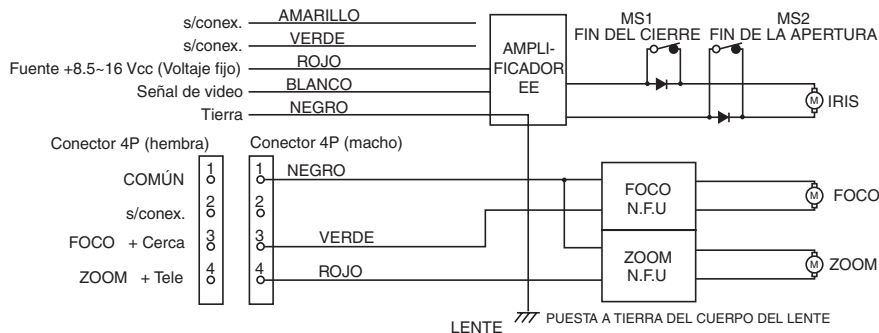 s/conex. AMARILLO
s/conex. VERDE
Fuente +8.5~16 Vcc (Voltaje fijo) ROJO
Señal de video BLANCO
Tierra NEGRO
AMPLI-
FICADOR
EE
MS1
FIN DEL CIERRE
MS2
FIN DE LA APERTURA
M IRIS
Conector 4P (hembra)
Conector 4P (macho)
COMÚN 1 1 NEGRO
s/conex. 2 2
FOCO + Cerca 3 3 VERDE
ZOOM + Tele 4 4 ROJO
FOCO
N.F.U
M FOCO
ZOOM
N.F.U
M ZOOM
LENTE
PUESTA A TIERRA DEL CUERPO DEL LENTE